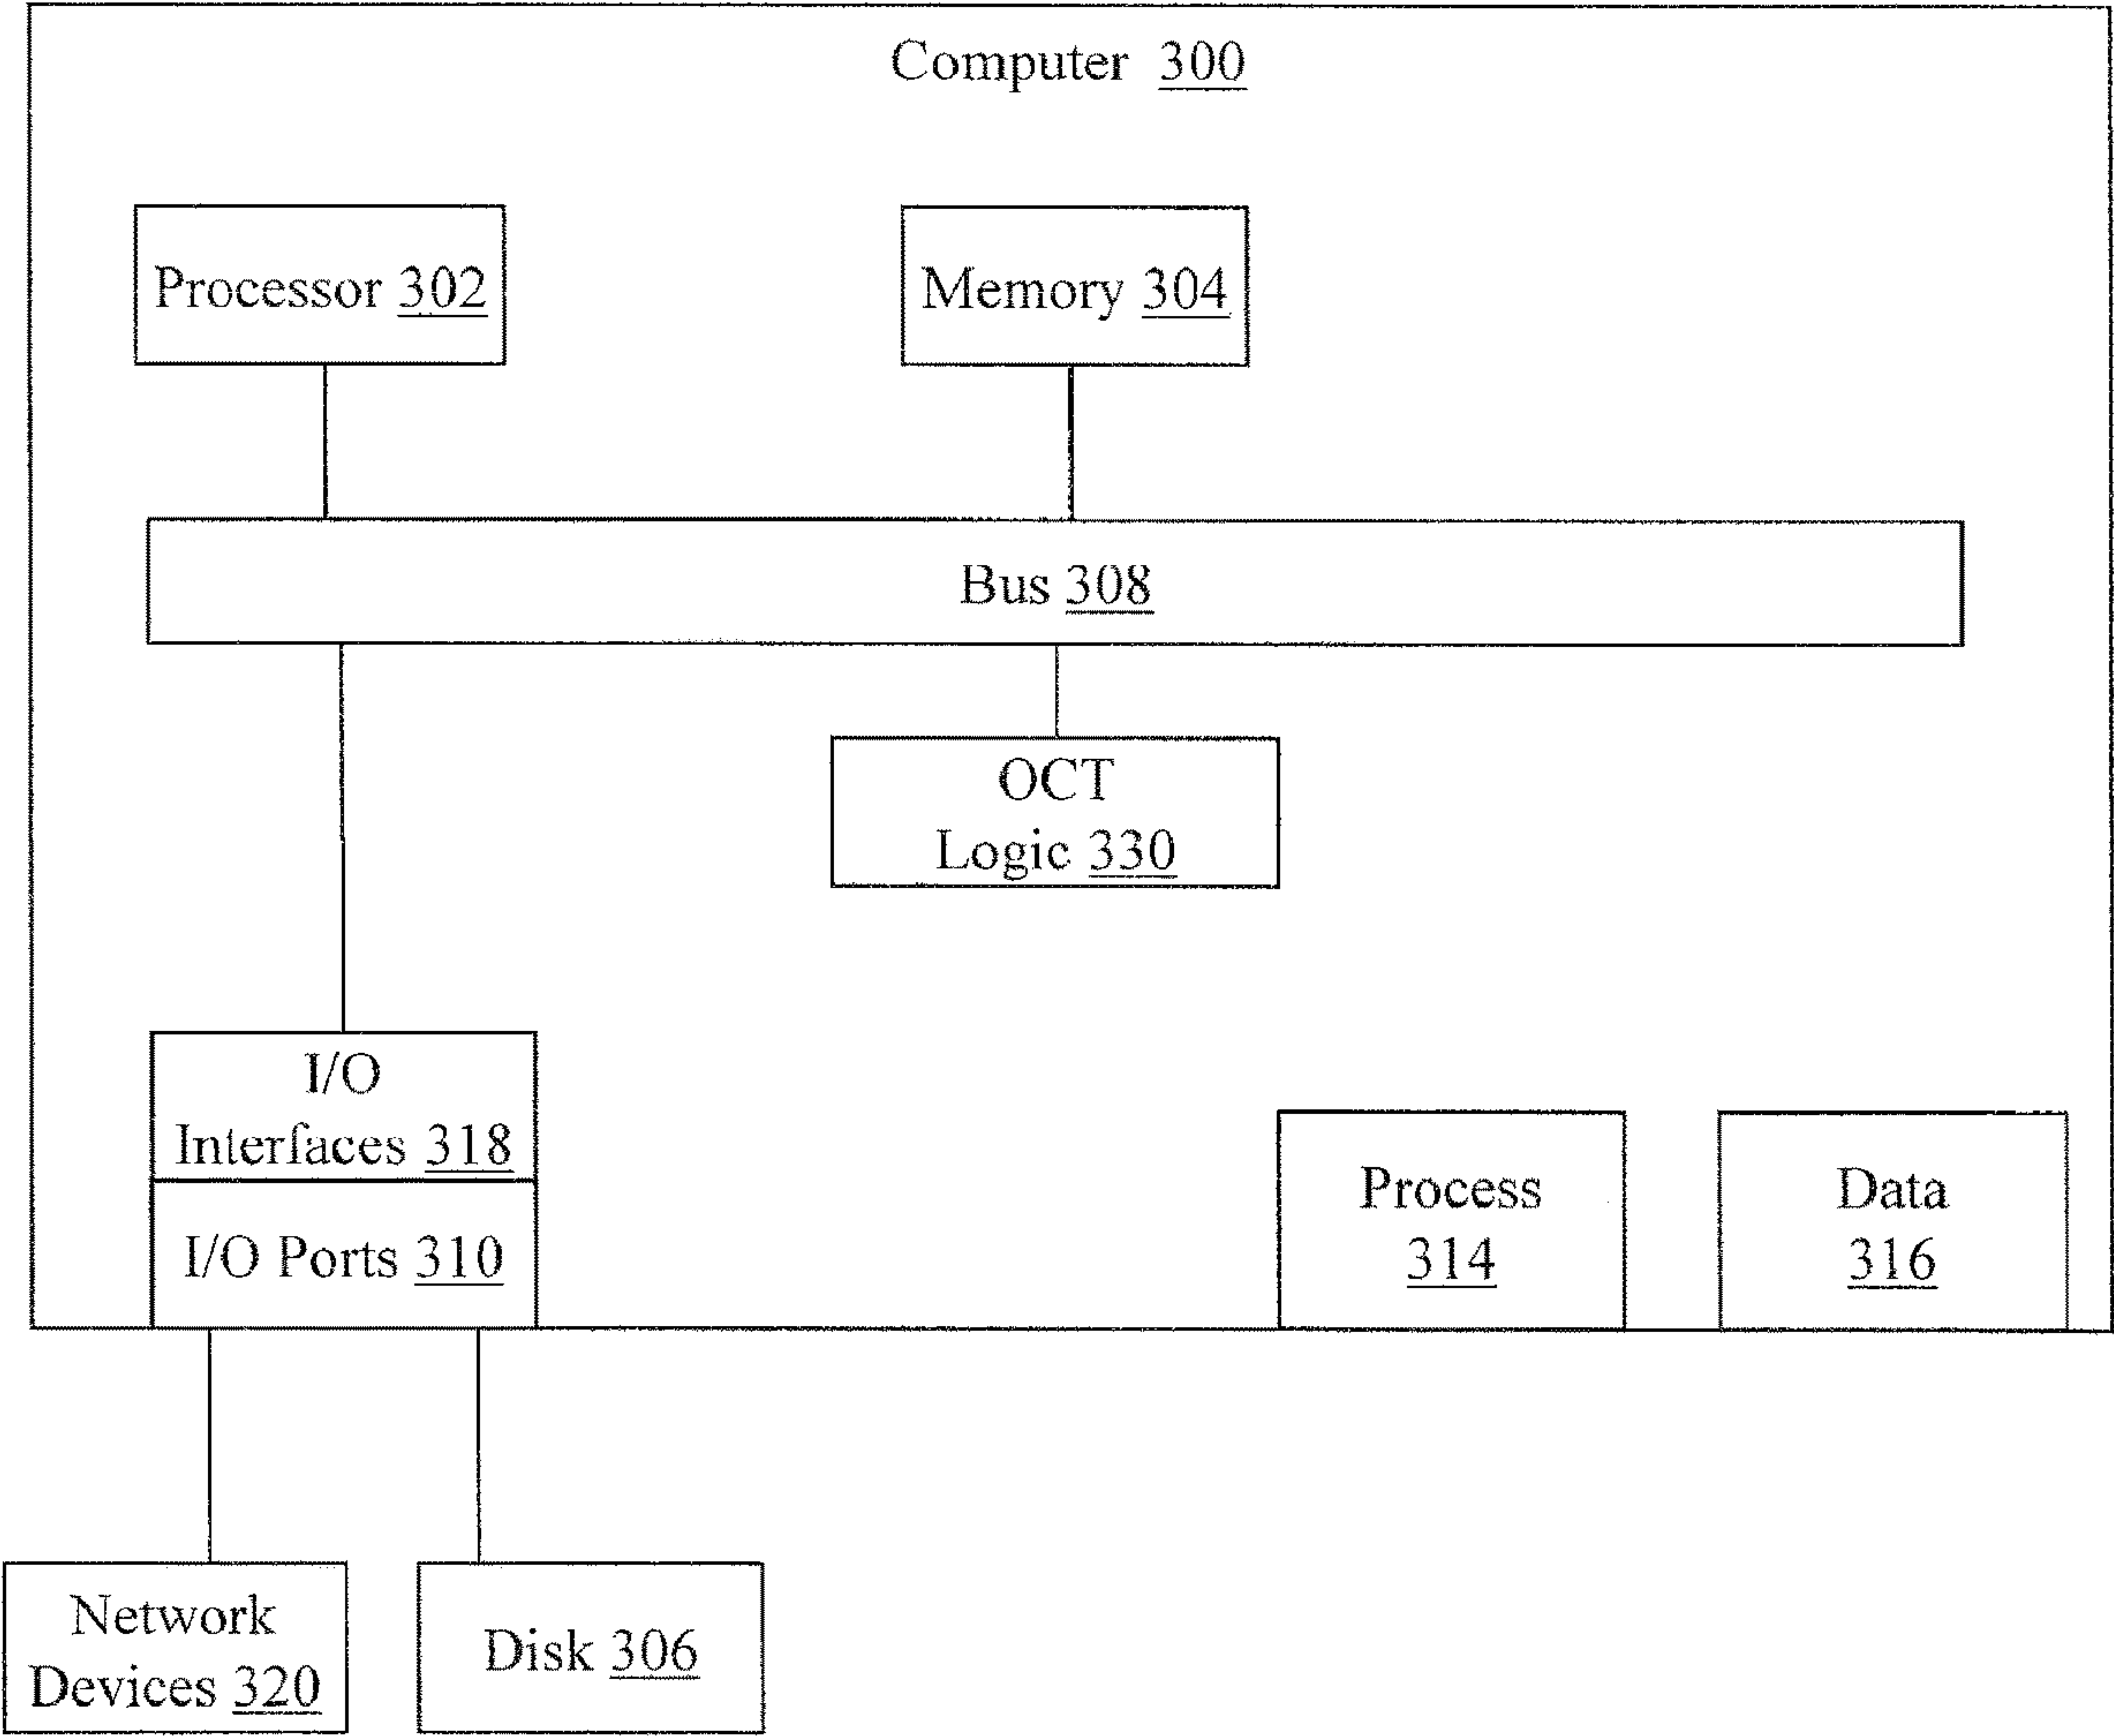 Computer 300
Processor 302
Memory 304
Bus 308
OCT
Logic 330
I/O
Interfaces 318
I/O Ports 310
Process
314
Data
316
Network
Devices 320
Disk 306